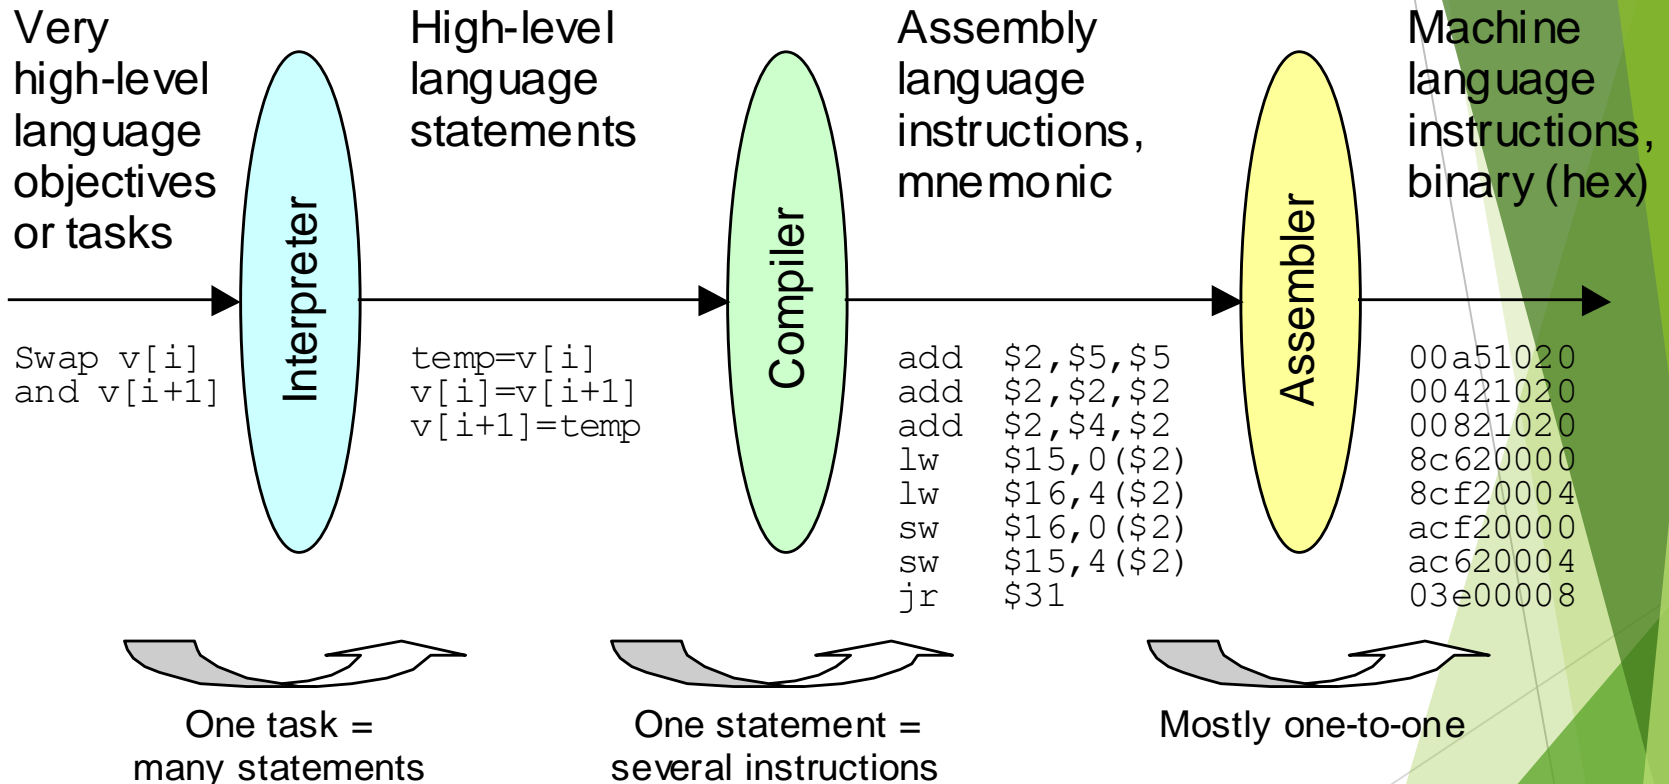 Very
high-level
language
objectives
or tasks
Interpreter
High-level
language
statements
Compiler
Assembly
language
instructions,
mnemonic
Assembler
Machine
language
instructions,
binary (hex)
Swap v[i]
and v[i+1]
temp=v[i]
v[i]=v[i+1]
v[i+1]=temp
add $2,$5,$5
add $2,$2,$2
add $2,$4,$2
lw $15,0($2)
lw $16,4($2)
sw $16,0($2)
sw $15,4($2)
jr $31
00a51020
00421020
00821020
8c620000
8cf20004
acf20000
ac620004
03e00008
One task =
many statements
One statement =
several instructions
Mostly one-to-one